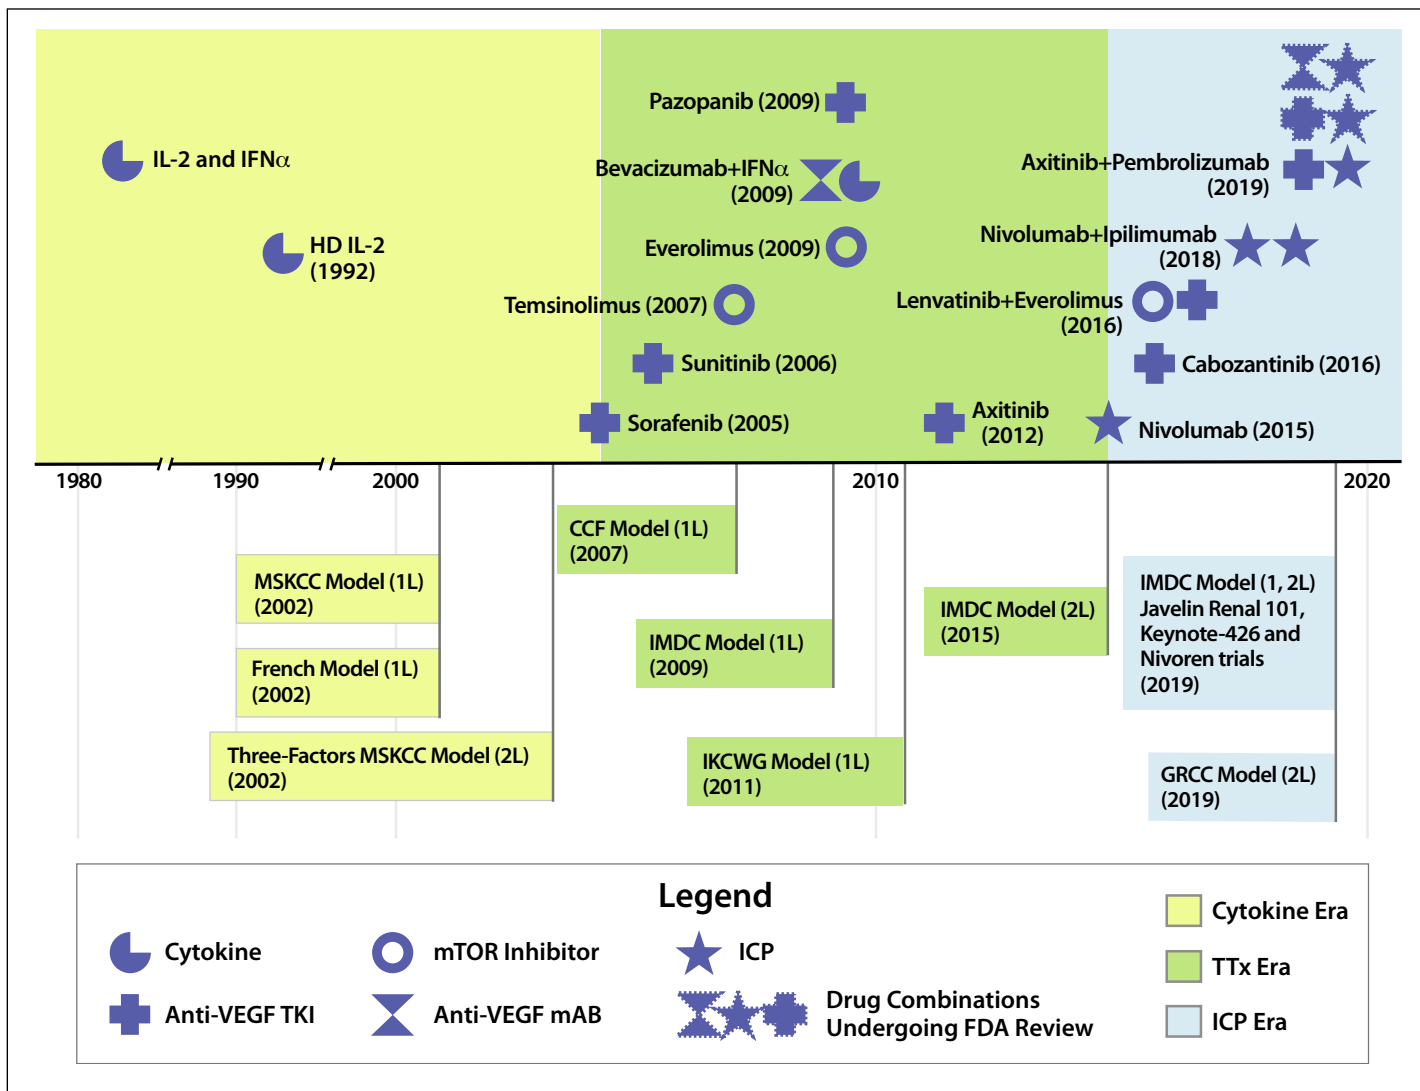 Pazopanib (2009)
IL-2 and IFNα
Bevacizumab+IFNα
(2009)
Axitinib+Pembrolizumab
(2019)
HD IL-2
(1992)
Everolimus (2009)
Nivolumab+Ipilimumab
(2018)
Temsinolimus (2007)
Lenvatinib+Everolimus
(2016)
Sunitinib (2006)
Cabozantinib (2016)
Sorafenib (2005)
Axitinib
(2012)
Nivolumab (2015)
1980
1990
2000
2010
2020
CCF Model (1L)
(2007)
MSKCC Model (1L)
(2002)
IMDC Model (1L)
(2009)
IMDC Model (2L)
(2015)
IMDC Model (1, 2L)
Javelin Renal 101,
Keynote-426 and
Nivoren trials
(2019)
French Model (1L)
(2002)
Three-Factors MSKCC Model (2L)
(2002)
IKCWG Model (1L)
(2011)
GRCC Model (2L)
(2019)
Legend
Cytokine
mTOR Inhibitor
ICP
Anti-VEGF TKI
Anti-VEGF mAB
Drug Combinations
Undergoing FDA Review
Cytokine Era
TTx Era
ICP Era